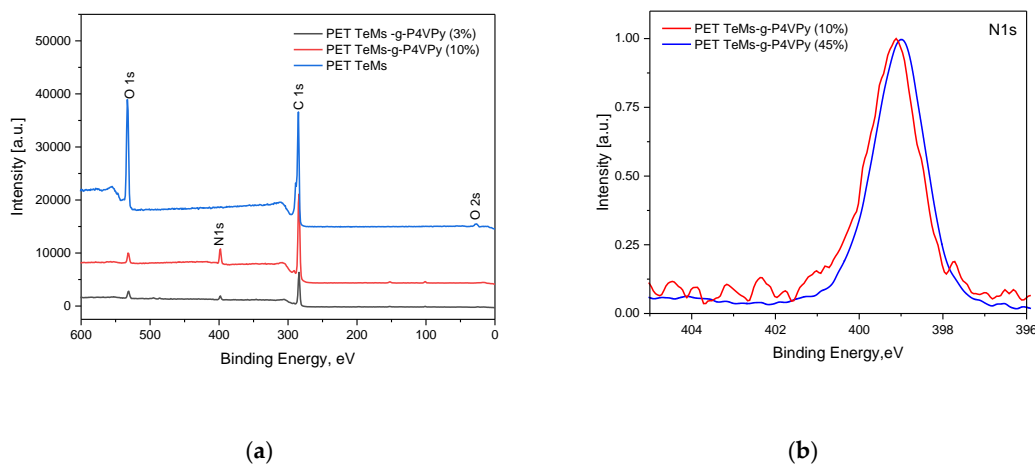 PET TeMs -g-P4VPy (3%)
PET TeMs-g-P4VPy (10%)
PET TeMs
O 1s
C 1s
N1s
O 2s
50000
40000
30000
20000
10000
0
Intensity [a.u.]
600 500 400 300 200 100 0
Binding Energy, eV
(a)
PET TeMs-g-P4VPy (10%)
PET TeMs-g-P4VPy (45%)
N1s
1.00
0.75
0.50
0.25
0.00
Intensity [a.u.]
404 402 400 398 396
Binding Energy,eV
(b)